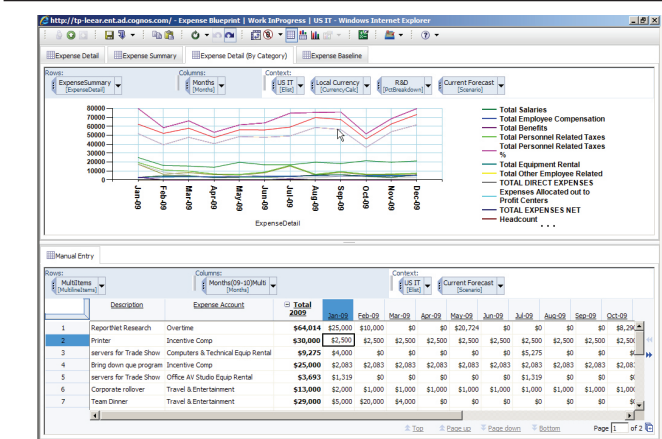 http://tp-lnear.ent.ad.cognos.com/ - Expense Blueprint | Work InProgress | US IT - Windows Internet Explorer
Expense Detail Expense Summary Expense Detail (By Category) Expense Baseline
Rows: Columns: Context:
ExpenseSummary Months US IT Local Currency R&D Current Forecast
[ExpenseDetail] [Months] [Elist] [CurrencyCalc] [PctBreakdown] [Scenario]
80000
70000
60000
50000
40000
30000
20000
10000
0
Jan-09 Feb-09 Mar-09 Apr-09 May-09 Jun-09 Jul-09 Aug-09 Sep-09 Oct-09 Nov-09 Dec-09
ExpenseDetail
Total Salaries
Total Employee Compensation
Total Benefits
Total Personnel Related Taxes
Total Personnel Related Taxes
%
Total Equipment Rental
Total Other Employee Related
TOTAL DIRECT EXPENSES
Expenses Allocated out to
Profit Centers
TOTAL EXPENSES NET
Headcount
...
Manual Entry
Rows: Columns: Context:
MultiItems Months(09-10)Multi US IT Current Forecast
[MultilineItems] [Months] [Elist] [Scenario]
Description Expense Account Total 2009 Jan-09 Feb-09 Mar-09 Apr-09 May-09 Jun-09 Jul-09 Aug-09 Sep-09 Oct-09
1 ReportNet Research Overtime $64,014 $25,000 $10,000 $0 $0 $20,724 $0 $0 $0 $0 $8,290
2 Printer Incentive Comp $30,000 $2,500 $2,500 $2,500 $2,500 $2,500 $2,500 $2,500 $2,500 $2,500 $2,500
3 servers for Trade Show Computers & Technical Equip Rental $9,275 $4,000 $0 $0 $0 $0 $0 $5,275 $0 $0 $0
4 Bring down que program Incentive Comp $25,000 $2,083 $2,083 $2,083 $2,083 $2,083 $2,083 $2,083 $2,083 $2,083 $2,083
5 servers for Trade Show Office AV Studio Equip Rental $3,693 $1,319 $0 $0 $0 $0 $0 $1,319 $0 $0 $0
6 Corporate rollover Travel & Entertainment $13,000 $2,000 $1,000 $1,000 $1,000 $1,000 $1,000 $1,000 $1,000 $1,000 $1,000
7 Team Dinner Travel & Entertainment $29,000 $5,000 $20,000 $4,000 $0 $0 $0 $0 $0 $0 $0
Top Page up Page down Bottom Page 1 of 2